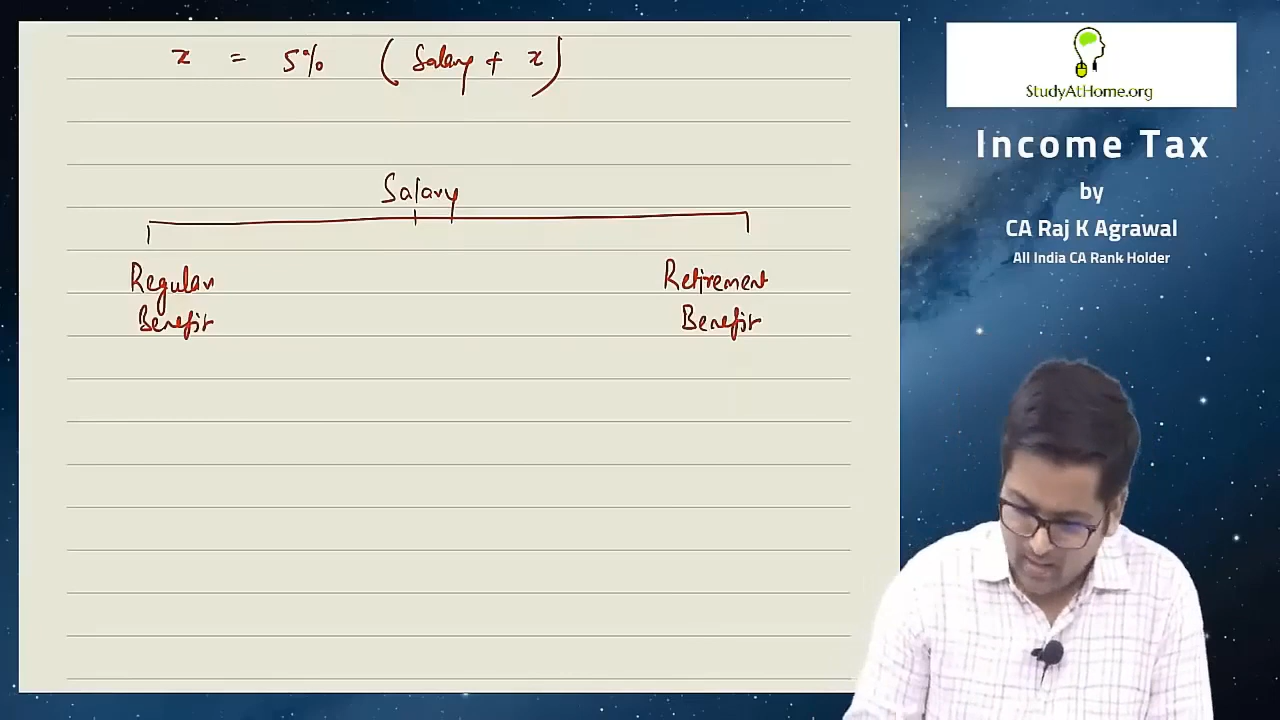 x = 5% (Salary + x)
Salary
Regular
Benefit
Retirement
Benefit
StudyAtHome.org
Income Tax
by
CA Raj K Agrawal
All India CA Rank Holder